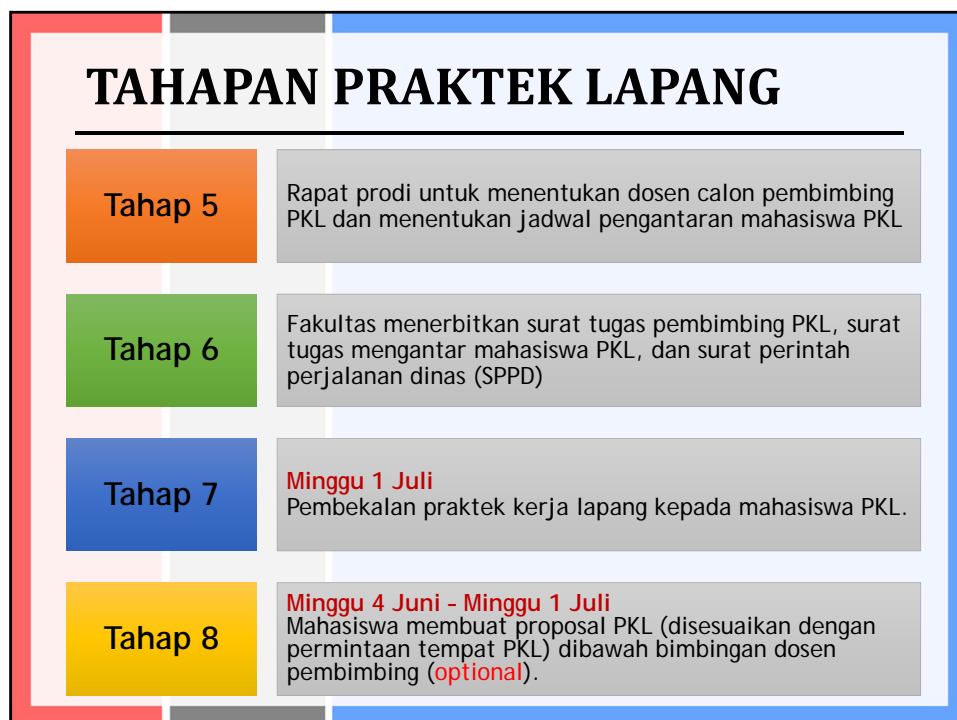 TAHAPAN PRAKTEK LAPANG
Tahap 5
Rapat prodi untuk menentukan dosen calon pembimbing
PKL dan menentukan jadwal pengantaran mahasiswa PKL
Tahap 6
Fakultas menerbitkan surat tugas pembimbing PKL, surat
tugas mengantar mahasiswa PKL, dan surat perintah
perjalanan dinas (SPPD)
Tahap 7
Minggu 1 Juli
Pembekalan praktek kerja lapang kepada mahasiswa PKL.
Tahap 8
Minggu 4 Juni - Minggu 1 Juli
Mahasiswa membuat proposal PKL (disesuaikan dengan
permintaan tempat PKL) dibawah bimbingan dosen
pembimbing (optional).